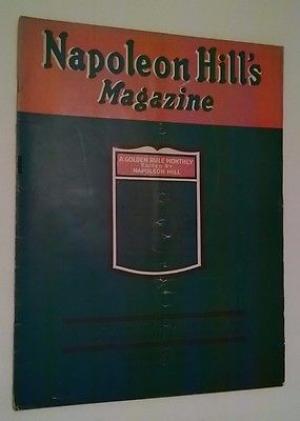 Napoleon Hill's
Magazine
A GOLDEN RULE MONTHLY
EDITED BY
NAPOLEON HILL